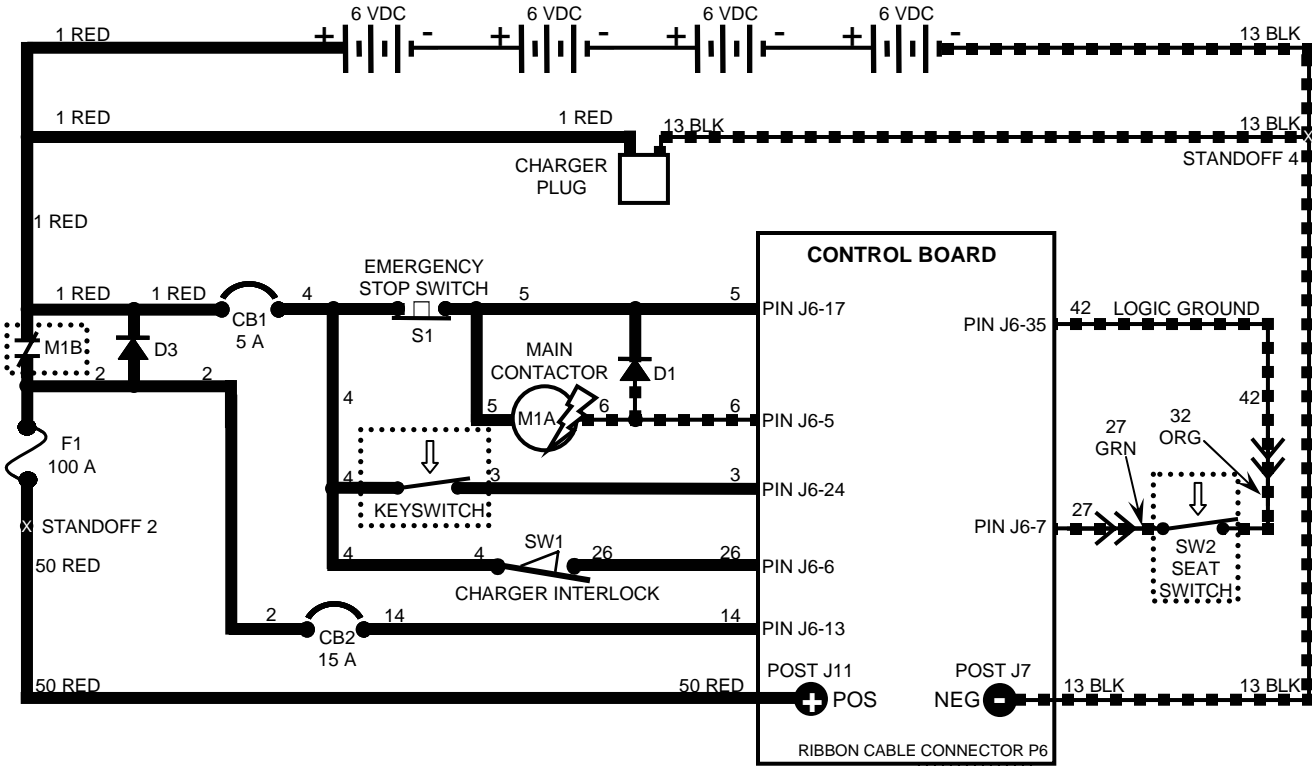 6 VDC 6 VDC 6 VDC 6 VDC
1 RED + - + - + - + - 13 BLK
1 RED 1 RED 13 BLK 13 BLK
CHARGER
PLUG
STANDOFF 4
X
1 RED
CONTROL BOARD
EMERGENCY
STOP SWITCH
1 RED 1 RED 4 5 5 PIN J6-17
CB1
5 A
S1
42 LOGIC GROUND
PIN J6-35
M1B
D3
MAIN
CONTACTOR
D1
2 2
4
42
5 M1A 6 6 PIN J6-5
F1
100 A
27
GRN
32
ORG
4 3 3 PIN J6-24
KEYSWITCH
X STANDOFF 2
PIN J6-7 27
SW2
SEAT
SWITCH
50 RED
SW1
4 4 26 26 PIN J6-6
CHARGER INTERLOCK
2 14 14 PIN J6-13
CB2
15 A
POST J11 POST J7
50 RED 50 RED 13 BLK 13 BLK
+ POS NEG -
RIBBON CABLE CONNECTOR P6